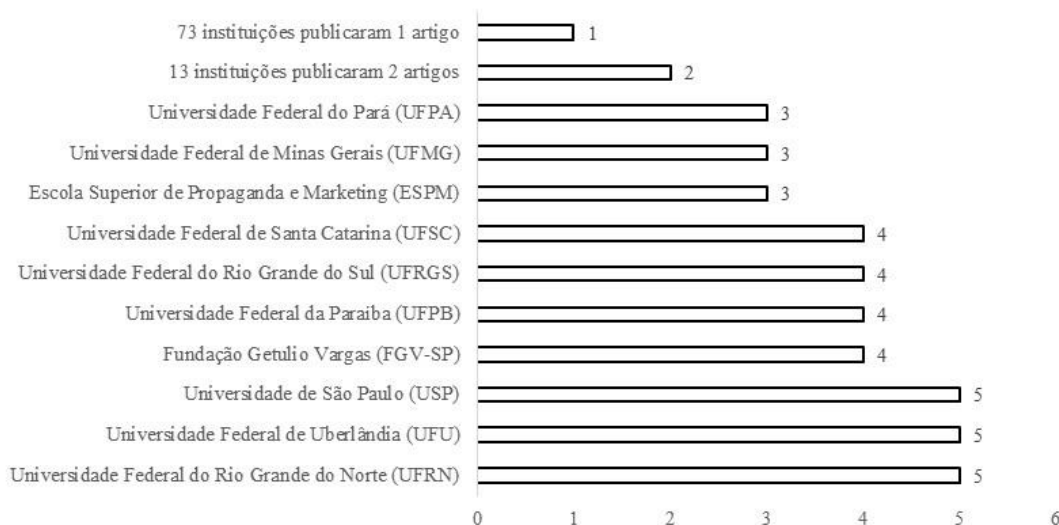 73 instituições publicaram 1 artigo 1
13 instituições publicaram 2 artigos 2
Universidade Federal do Pará (UFPA) 3
Universidade Federal de Minas Gerais (UFMG) 3
Escola Superior de Propaganda e Marketing (ESPM) 3
Universidade Federal de Santa Catarina (UFSC) 4
Universidade Federal do Rio Grande do Sul (UFRGS) 4
Universidade Federal da Paraiba (UFPB) 4
Fundação Getulio Vargas (FGV-SP) 4
Universidade de São Paulo (USP) 5
Universidade Federal de Uberlândia (UFU) 5
Universidade Federal do Rio Grande do Norte (UFRN) 5
0 1 2 3 4 5 6